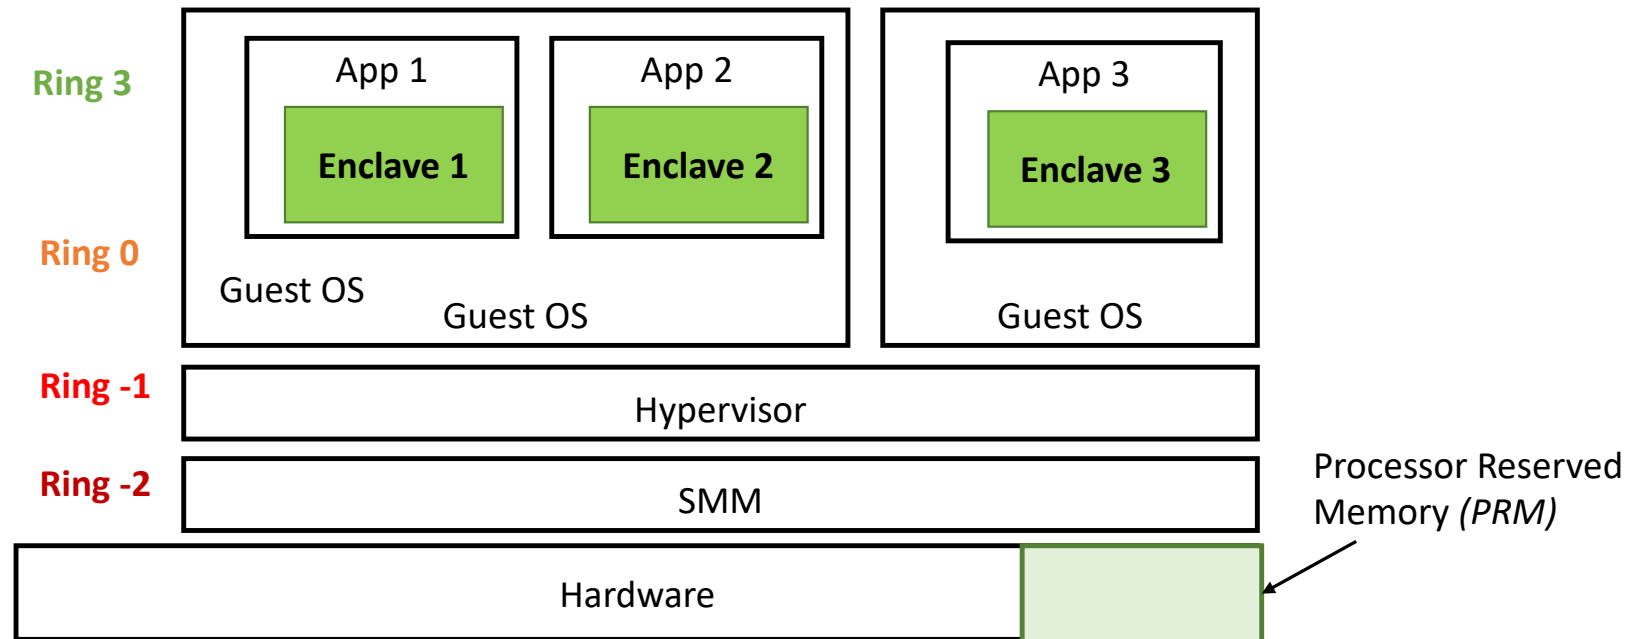 Ring 3
App 1
App 2
App 3
Enclave 1
Enclave 2
Enclave 3
Ring 0
Guest OS
Guest OS
Guest OS
Ring -1
Hypervisor
Ring -2
SMM
Processor Reserved
Memory (PRM)
Hardware